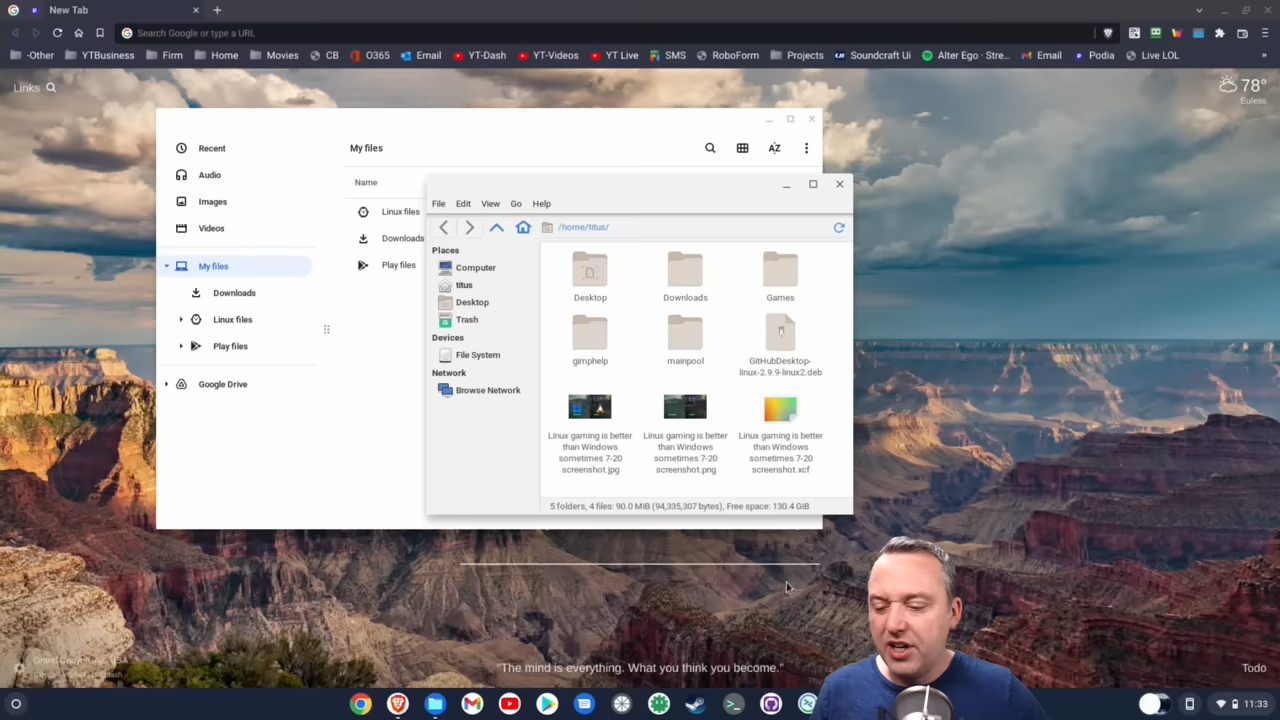 New Tab
Search Google or type a URL
-Other YTBusiness Firm Home Movies CB O365 Email YT-Dash YT-Videos YT Live SMS RoboForm Projects Soundcraft Ui Alter Ego - Stre... Email Podia Live LOL »
Links
78°
Euless
Recent
Audio
Images
Videos
My files
Downloads
Linux files
Play files
Google Drive
My files
AZ
Name
Linux files
Downloads
Play files
File Edit View Go Help
/home/titus/
Places
Computer
titus
Desktop
Trash
Devices
File System
Network
Browse Network
Desktop
Downloads
Games
gimphelp
mainpool
GitHubDesktop-
linux-2.9.9-linux2.deb
Linux gaming is better
than Windows
sometimes 7-20
screenshot.jpg
Linux gaming is better
than Windows
sometimes 7-20
screenshot.png
Linux gaming is better
than Windows
sometimes 7-20
screenshot.xcf
5 folders, 4 files: 90.0 MiB (94,335,307 bytes), Free space: 130.4 GiB
"The mind is everything. What you think you become."
Todo
11:33